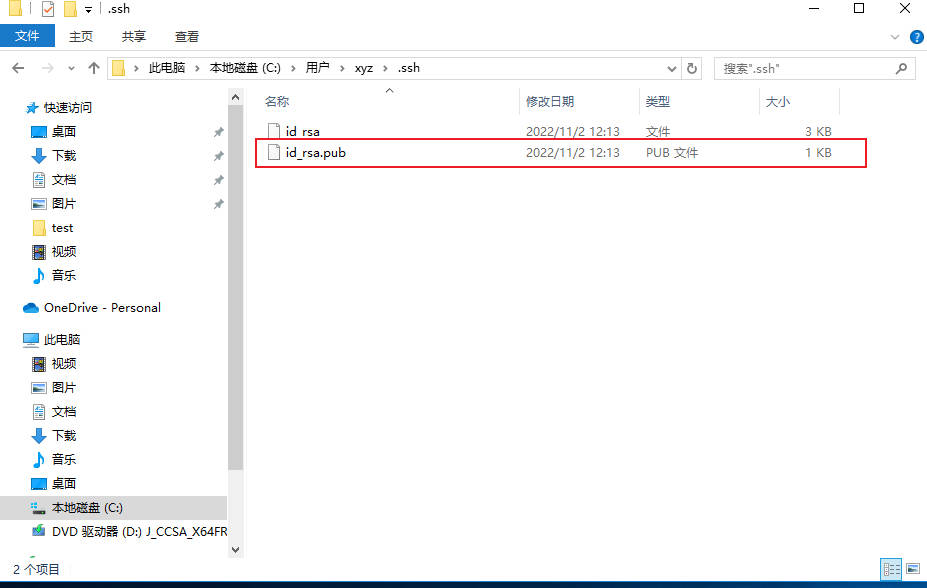 .ssh
文件 主页 共享 查看
此电脑 本地磁盘 (C:) 用户 xyz .ssh 搜索".ssh"
快速访问
桌面
下载
文档
图片
test
视频
音乐
OneDrive - Personal
此电脑
视频
图片
文档
下载
音乐
桌面
本地磁盘 (C:)
DVD 驱动器 (D:) J_CCSA_X64FR
名称 修改日期 类型 大小
id_rsa 2022/11/2 12:13 文件 3 KB
id_rsa.pub 2022/11/2 12:13 PUB 文件 1 KB
2 个项目